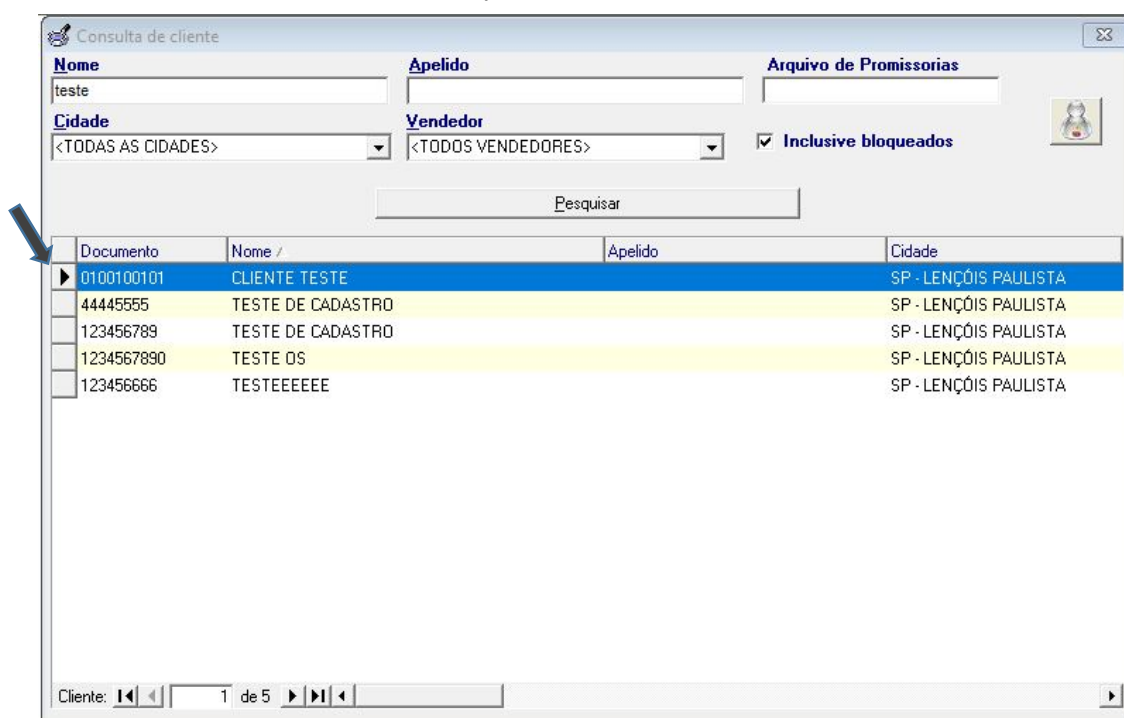 Consulta de cliente
Nome Apelido Arquivo de Promissorias
teste
Cidade Vendedor
<TODAS AS CIDADES> <TODOS VENDEDORES> Inclusive bloqueados
Pesquisar
Documento Nome Apelido Cidade
0100100101 CLIENTE TESTE SP - LENÇÓIS PAULISTA
44445555 TESTE DE CADASTRO SP - LENÇÓIS PAULISTA
123456789 TESTE DE CADASTRO SP - LENÇÓIS PAULISTA
1234567890 TESTE OS SP - LENÇÓIS PAULISTA
123456666 TESTEEEEEE SP - LENÇÓIS PAULISTA
Cliente: 1 de 5